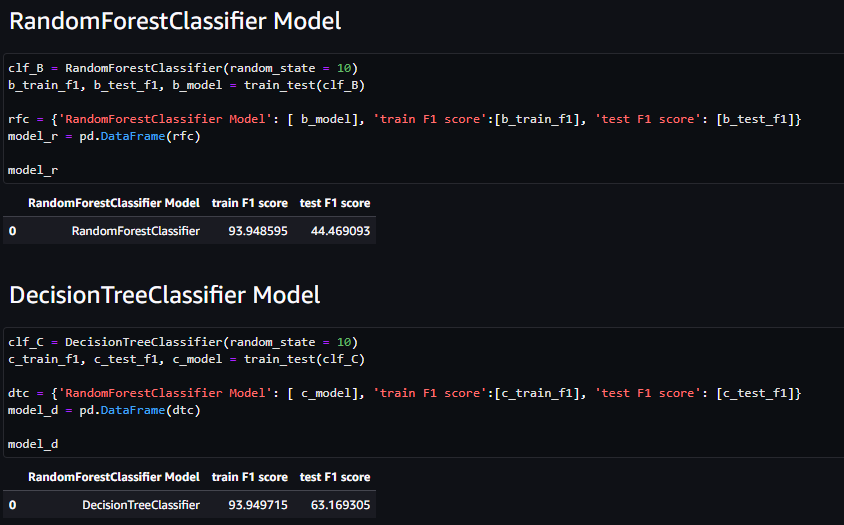 RandomForestClassifier Model
clf_B = RandomForestClassifier(random_state = 10)
b_train_f1, b_test_f1, b_model = train_test(clf_B)
rfc = {'RandomForestClassifier Model': [ b_model], 'train F1 score':[b_train_f1], 'test F1 score': [b_test_f1]}
model_r = pd.DataFrame(rfc)
model_r
RandomForestClassifier Model train F1 score test F1 score
0 RandomForestClassifier 93.948595 44.469093
DecisionTreeClassifier Model
clf_C = DecisionTreeClassifier(random_state = 10)
c_train_f1, c_test_f1, c_model = train_test(clf_C)
dtc = {'RandomForestClassifier Model': [ c_model], 'train F1 score':[c_train_f1], 'test F1 score': [c_test_f1]}
model_d = pd.DataFrame(dtc)
model_d
RandomForestClassifier Model train F1 score test F1 score
0 DecisionTreeClassifier 93.949715 63.169305